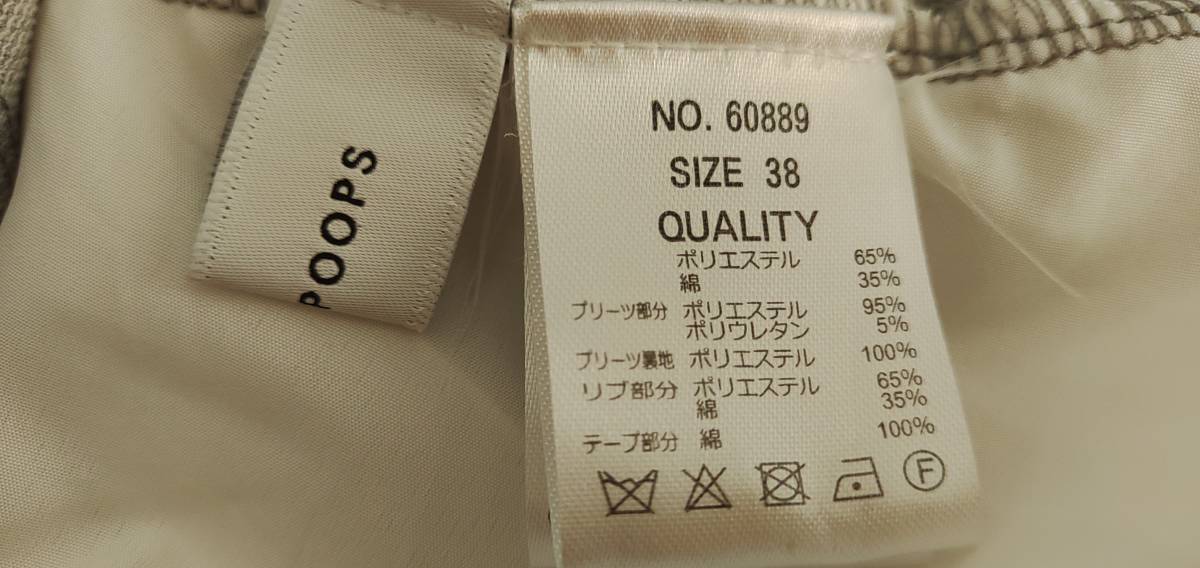 POOPS
NO. 60889
SIZE 38
QUALITY
ポリエステル 65%
綿 35%
プリーツ部分 ポリエステル 95%
ポリウレタン 5%
プリーツ裏地 ポリエステル 100%
リブ部分 ポリエステル 65%
綿 35%
テープ部分 綿 100%
F